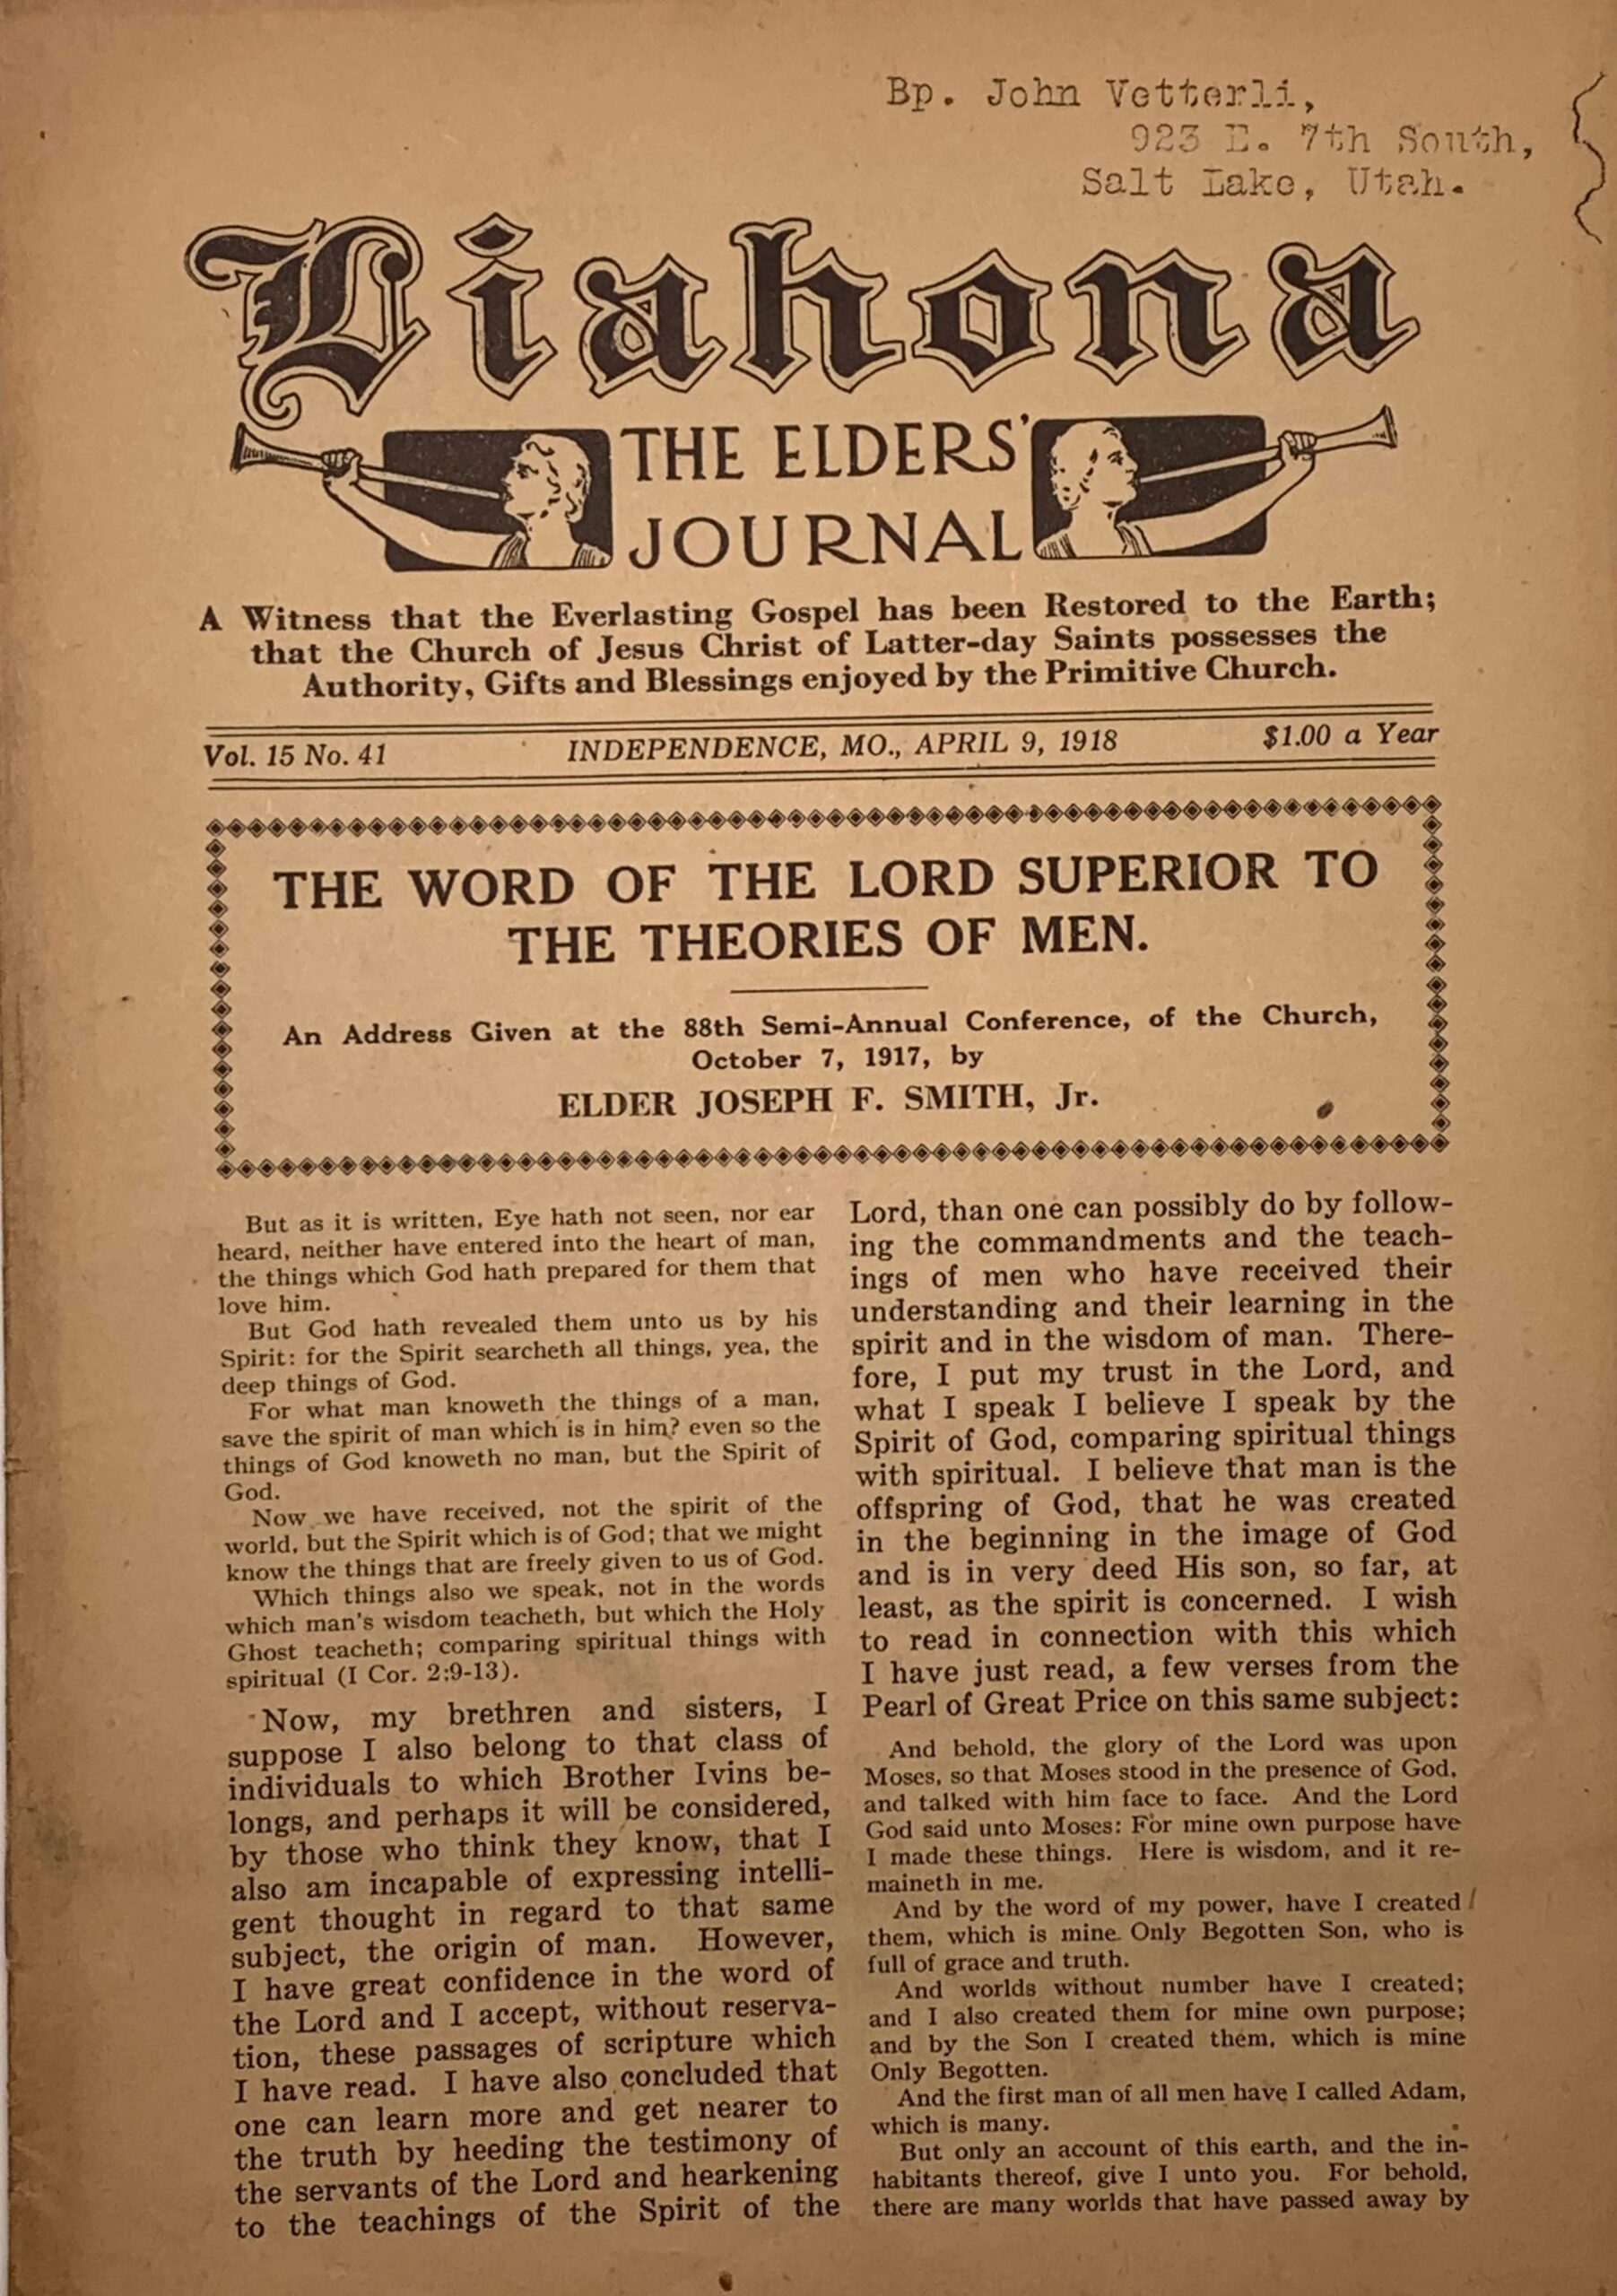 Bp. John Vetterli,
923 E. 7th South,
Salt Lake, Utah.
Liahona
THE ELDERS'
JOURNAL
A Witness that the Everlasting Gospel has been Restored to the Earth;
that the Church of Jesus Christ of Latter-day Saints possesses the
Authority, Gifts and Blessings enjoyed by the Primitive Church.
Vol. 15 No. 41 INDEPENDENCE, MO., APRIL 9, 1918 $1.00 a Year
THE WORD OF THE LORD SUPERIOR TO
THE THEORIES OF MEN.
An Address Given at the 88th Semi-Annual Conference, of the Church,
October 7, 1917, by
ELDER JOSEPH F. SMITH, Jr.
But as it is written, Eye hath not seen, nor ear
heard, neither have entered into the heart of man,
the things which God hath prepared for them that
love him.
But God hath revealed them unto us by his
Spirit: for the Spirit searcheth all things, yea, the
deep things of God.
For what man knoweth the things of a man,
save the spirit of man which is in him? even so the
things of God knoweth no man, but the Spirit of
God.
Now we have received, not the spirit of the
world, but the Spirit which is of God; that we might
know the things that are freely given to us of God.
Which things also we speak, not in the words
which man's wisdom teacheth, but which the Holy
Ghost teacheth; comparing spiritual things with
spiritual (I Cor. 2:9-13).
Now, my brethren and sisters, I
suppose I also belong to that class of
individuals to which Brother Ivins be-
longs, and perhaps it will be considered,
by those who think they know, that I
also am incapable of expressing intelli-
gent thought in regard to that same
subject, the origin of man. However,
I have great confidence in the word of
the Lord and I accept, without reserva-
tion, these passages of scripture which
I have read. I have also concluded that
one can learn more and get nearer to
the truth by heeding the testimony of
the servants of the Lord and hearkening
to the teachings of the Spirit of the
Lord, than one can possibly do by follow-
ing the commandments and the teach-
ings of men who have received their
understanding and their learning in the
spirit and in the wisdom of man. There-
fore, I put my trust in the Lord, and
what I speak I believe I speak by the
Spirit of God, comparing spiritual things
with spiritual. I believe that man is the
offspring of God, that he was created
in the beginning in the image of God
and is in very deed His son, so far, at
least, as the spirit is concerned. I wish
to read in connection with this which
I have just read, a few verses from the
Pearl of Great Price on this same subject:
And behold, the glory of the Lord was upon
Moses, so that Moses stood in the presence of God,
and talked with him face to face. And the Lord
God said unto Moses: For mine own purpose have
I made these things. Here is wisdom, and it re-
maineth in me.
And by the word of my power, have I created
them, which is mine Only Begotten Son, who is
full of grace and truth.
And worlds without number have I created;
and I also created them for mine own purpose;
and by the Son I created them, which is mine
Only Begotten.
And the first man of all men have I called Adam,
which is many.
But only an account of this earth, and the in-
habitants thereof, give I unto you. For behold,
there are many worlds that have passed away by